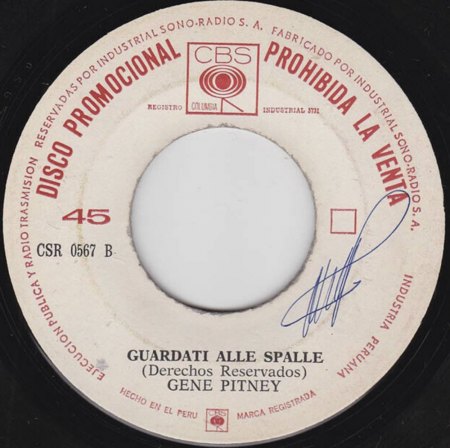 FABRICADO POR INDUSTRIAL SONO-RADIO S. A.
EJECUCION PUBLICA Y RADIO TRASMISION RESERVADAS POR INDUSTRIAL SONO-RADIO S. A.
INDUSTRIA PERUANA
DISCO PROMOCIONAL
PROHIBIDA LA VENTA
CBS
COLUMBIA
REGISTRO
INDUSTRIAL 3731
45
CSR 0567 B
GUARDATI ALLE SPALLE
(Derechos Reservados)
GENE PITNEY
HECHO EN EL PERU
CBS
MARCA REGISTRADA